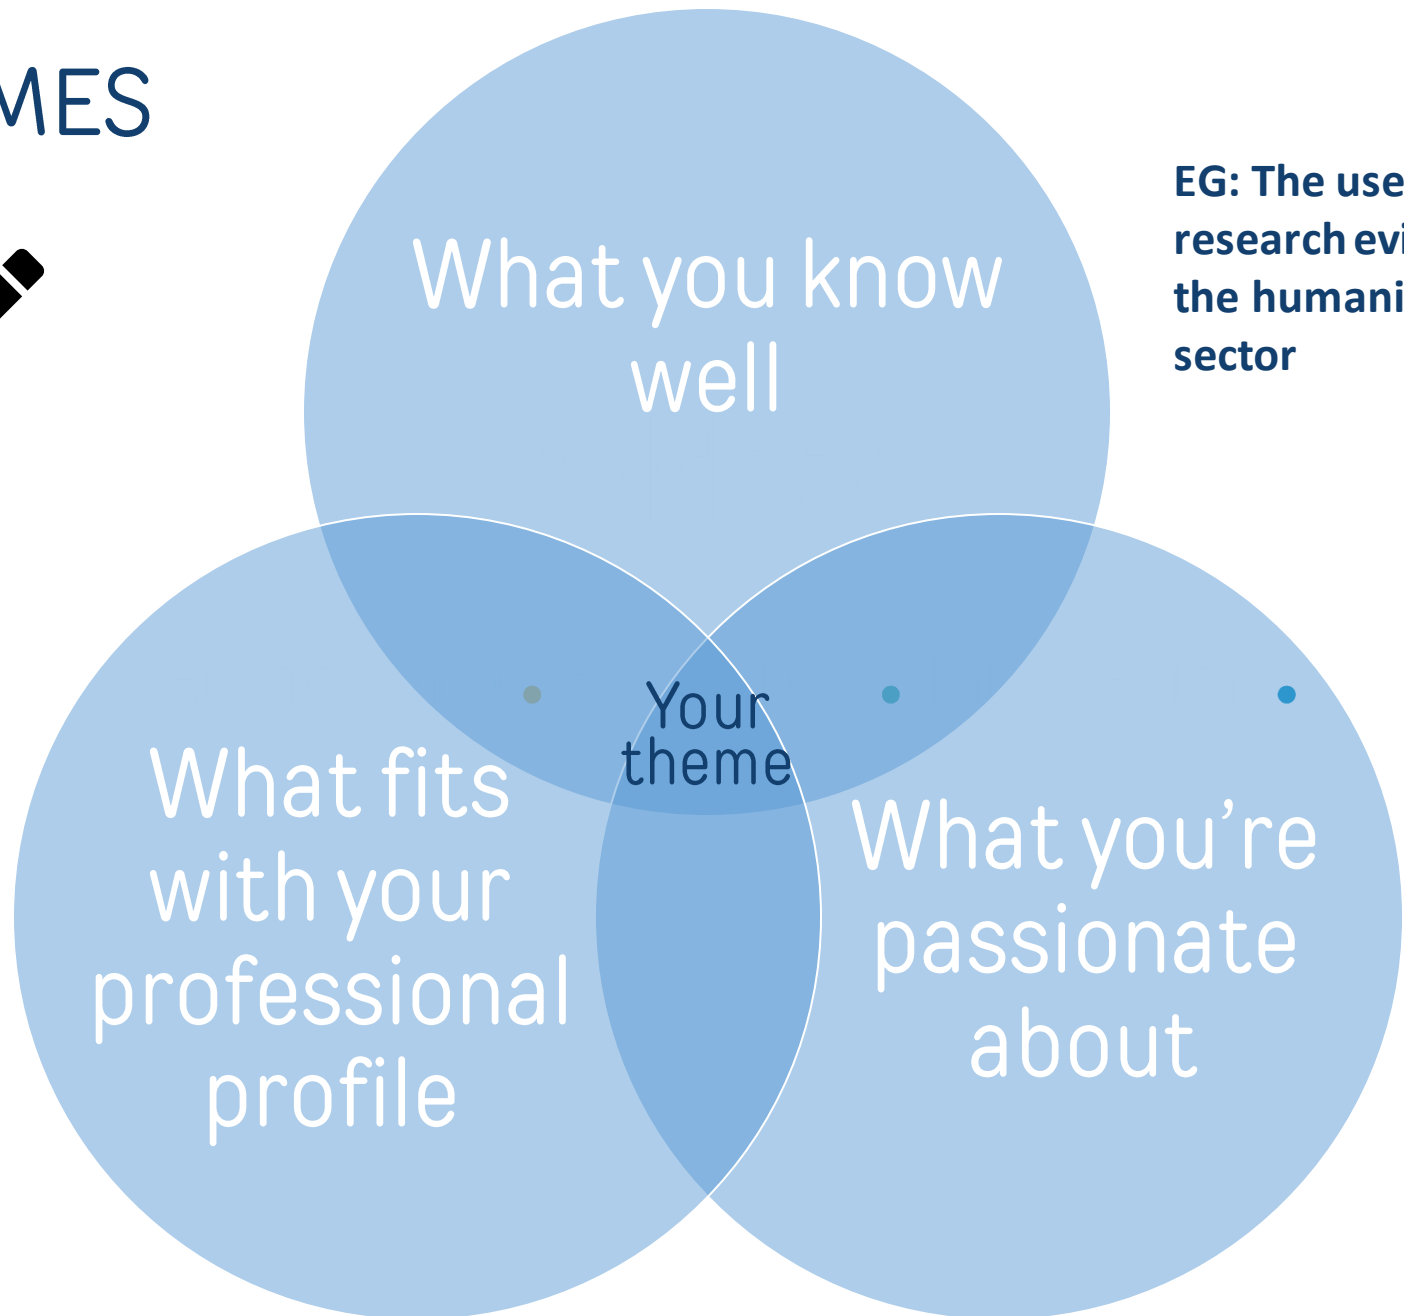 MES
EG: The use
research evi
the humani
sector
What you know
well
Your
theme
What fits
with your
professional
profile
What you’re
passionate
about